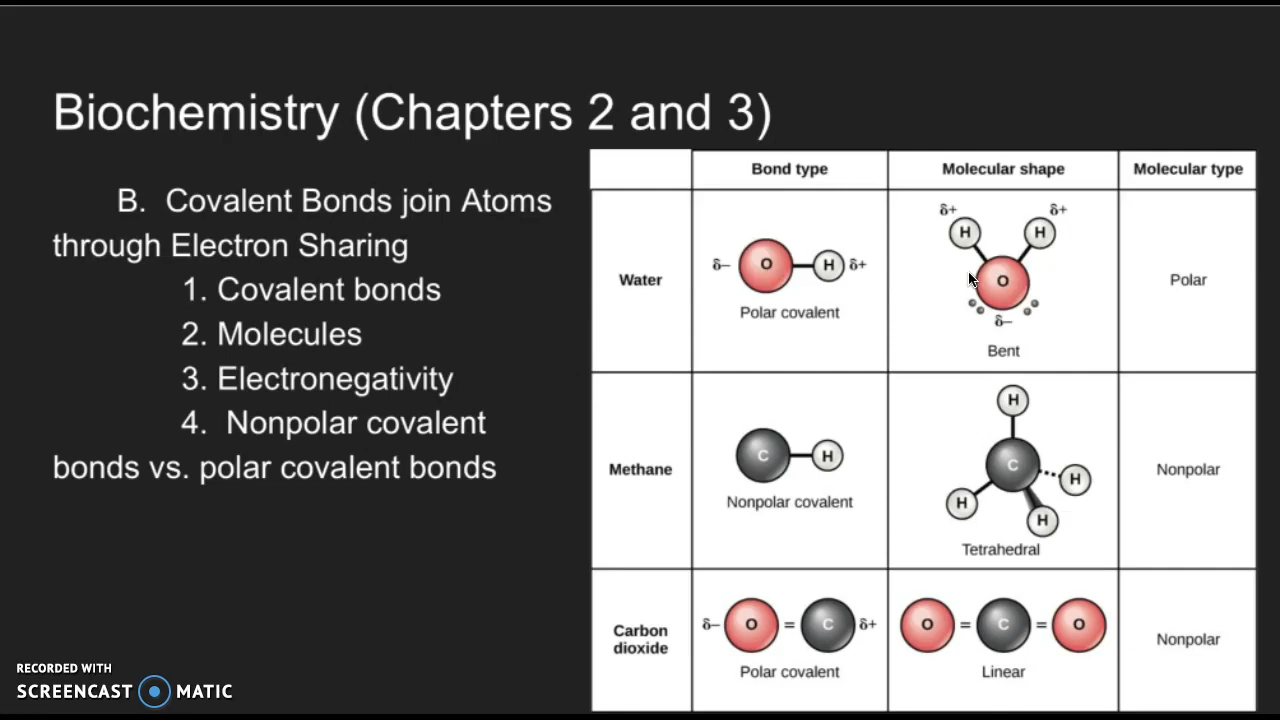 Biochemistry (Chapters 2 and 3)
B. Covalent Bonds join Atoms
through Electron Sharing
1. Covalent bonds
2. Molecules
3. Electronegativity
4. Nonpolar covalent
bonds vs. polar covalent bonds
Bond type Molecular shape Molecular type
Water
δ– O H δ+
Polar covalent
δ+ δ+
H H
O
δ–
Bent
Polar
Methane
C H
Nonpolar covalent
H
C
H
H
H
Tetrahedral
Nonpolar
Carbon
dioxide
δ– O = C δ+
Polar covalent
O = C = O
Linear
Nonpolar
RECORDED WITH
SCREENCAST MATIC